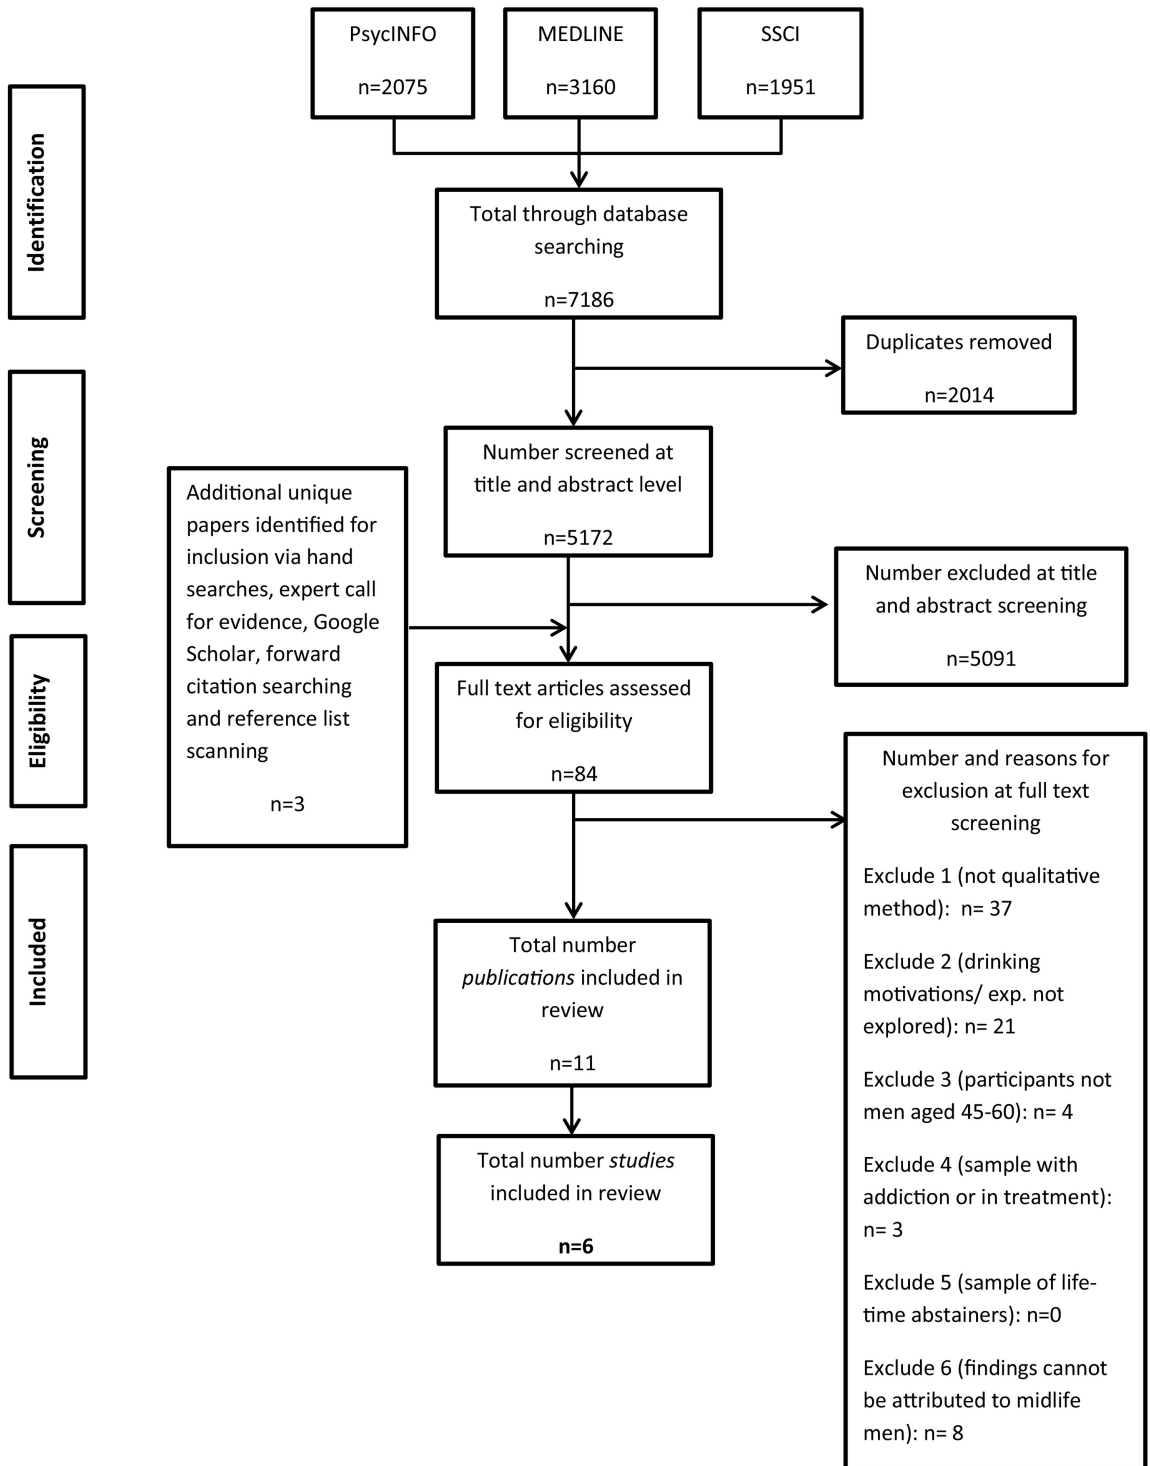 PsycINFO
n=2075
MEDLINE
n=3160
SSCI
n=1951
Identification
Total through database
searching
n=7186
Duplicates removed
n=2014
Screening
Number screened at
title and abstract level
n=5172
Additional unique
papers identified for
inclusion via hand
searches, expert call
for evidence, Google
Scholar, forward
citation searching
and reference list
scanning
n=3
Number excluded at title
and abstract screening
n=5091
Eligibility
Full text articles assessed
for eligibility
n=84
Number and reasons for
exclusion at full text
screening
Exclude 1 (not qualitative
method):  n= 37
Exclude 2 (drinking
motivations/ exp. not
explored): n= 21
Exclude 3 (participants not
men aged 45-60): n= 4
Exclude 4 (sample with
addiction or in treatment):
n= 3
Exclude 5 (sample of life-
time abstainers): n=0
Exclude 6 (findings cannot
be attributed to midlife
men): n= 8
Included
Total number
publications included in
review
n=11
Total number studies
included in review
n=6